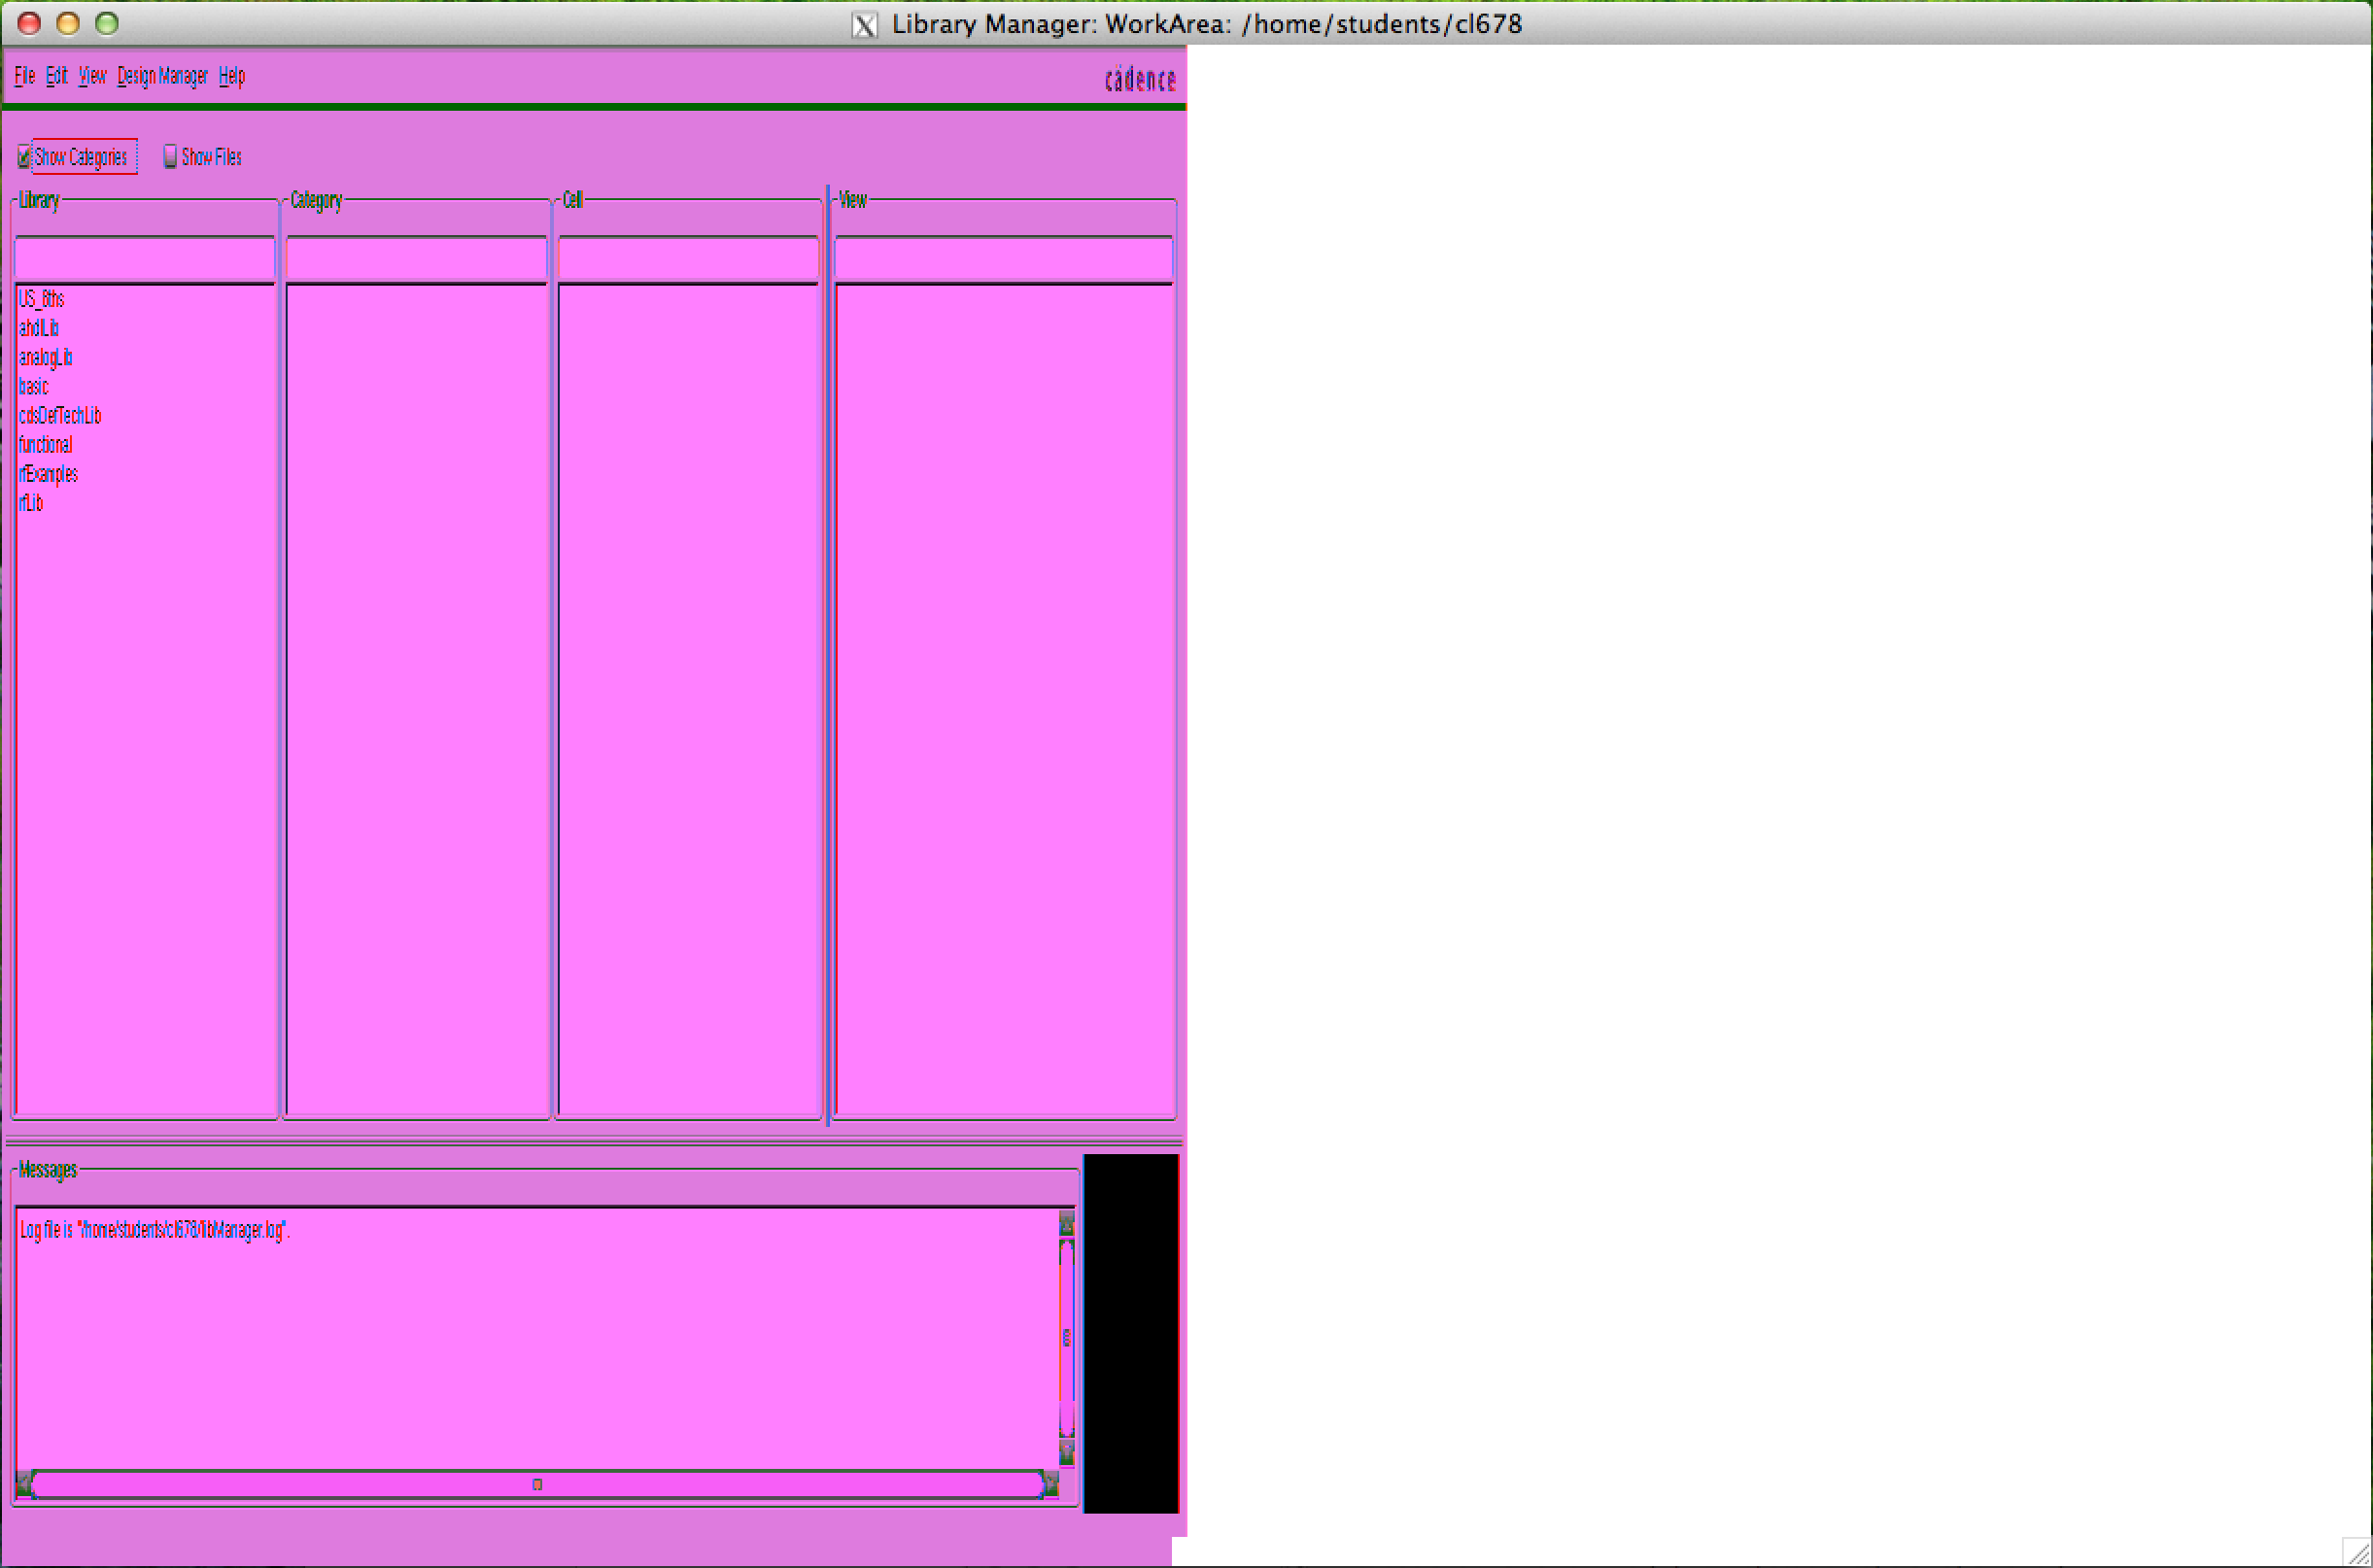 Library Manager: WorkArea: /home/students/cl678
File Edit View Design Manager Help
cādence
Show Categories Show Files
Library Category Cell View
US_8ths
ahdlLib
analogLib
basic
cdsDefTechLib
functional
rfExamples
rfLib
Messages
Log file is "/home/students/cl678/libManager.log".